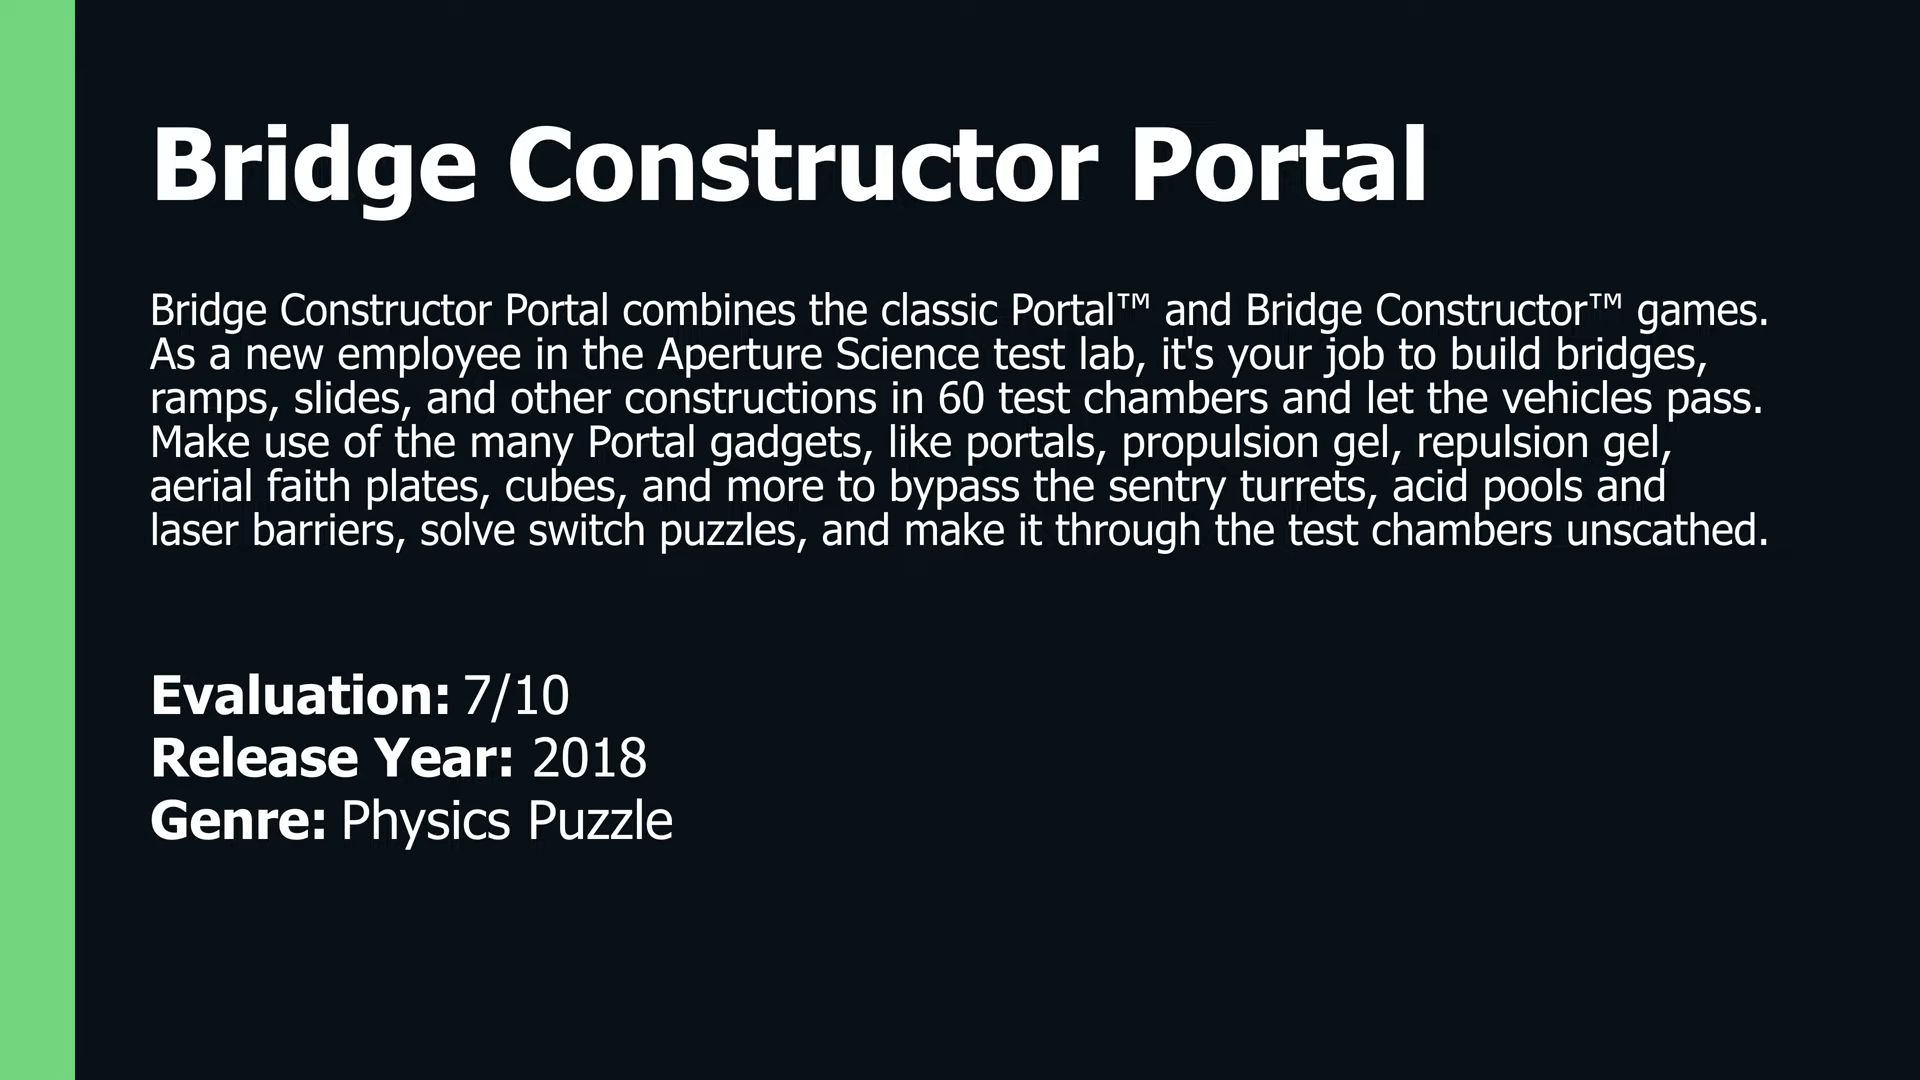 Bridge Constructor Portal
Bridge Constructor Portal combines the classic Portal™ and Bridge Constructor™ games.
As a new employee in the Aperture Science test lab, it's your job to build bridges,
ramps, slides, and other constructions in 60 test chambers and let the vehicles pass.
Make use of the many Portal gadgets, like portals, propulsion gel, repulsion gel,
aerial faith plates, cubes, and more to bypass the sentry turrets, acid pools and
laser barriers, solve switch puzzles, and make it through the test chambers unscathed.
Evaluation: 7/10
Release Year: 2018
Genre: Physics Puzzle